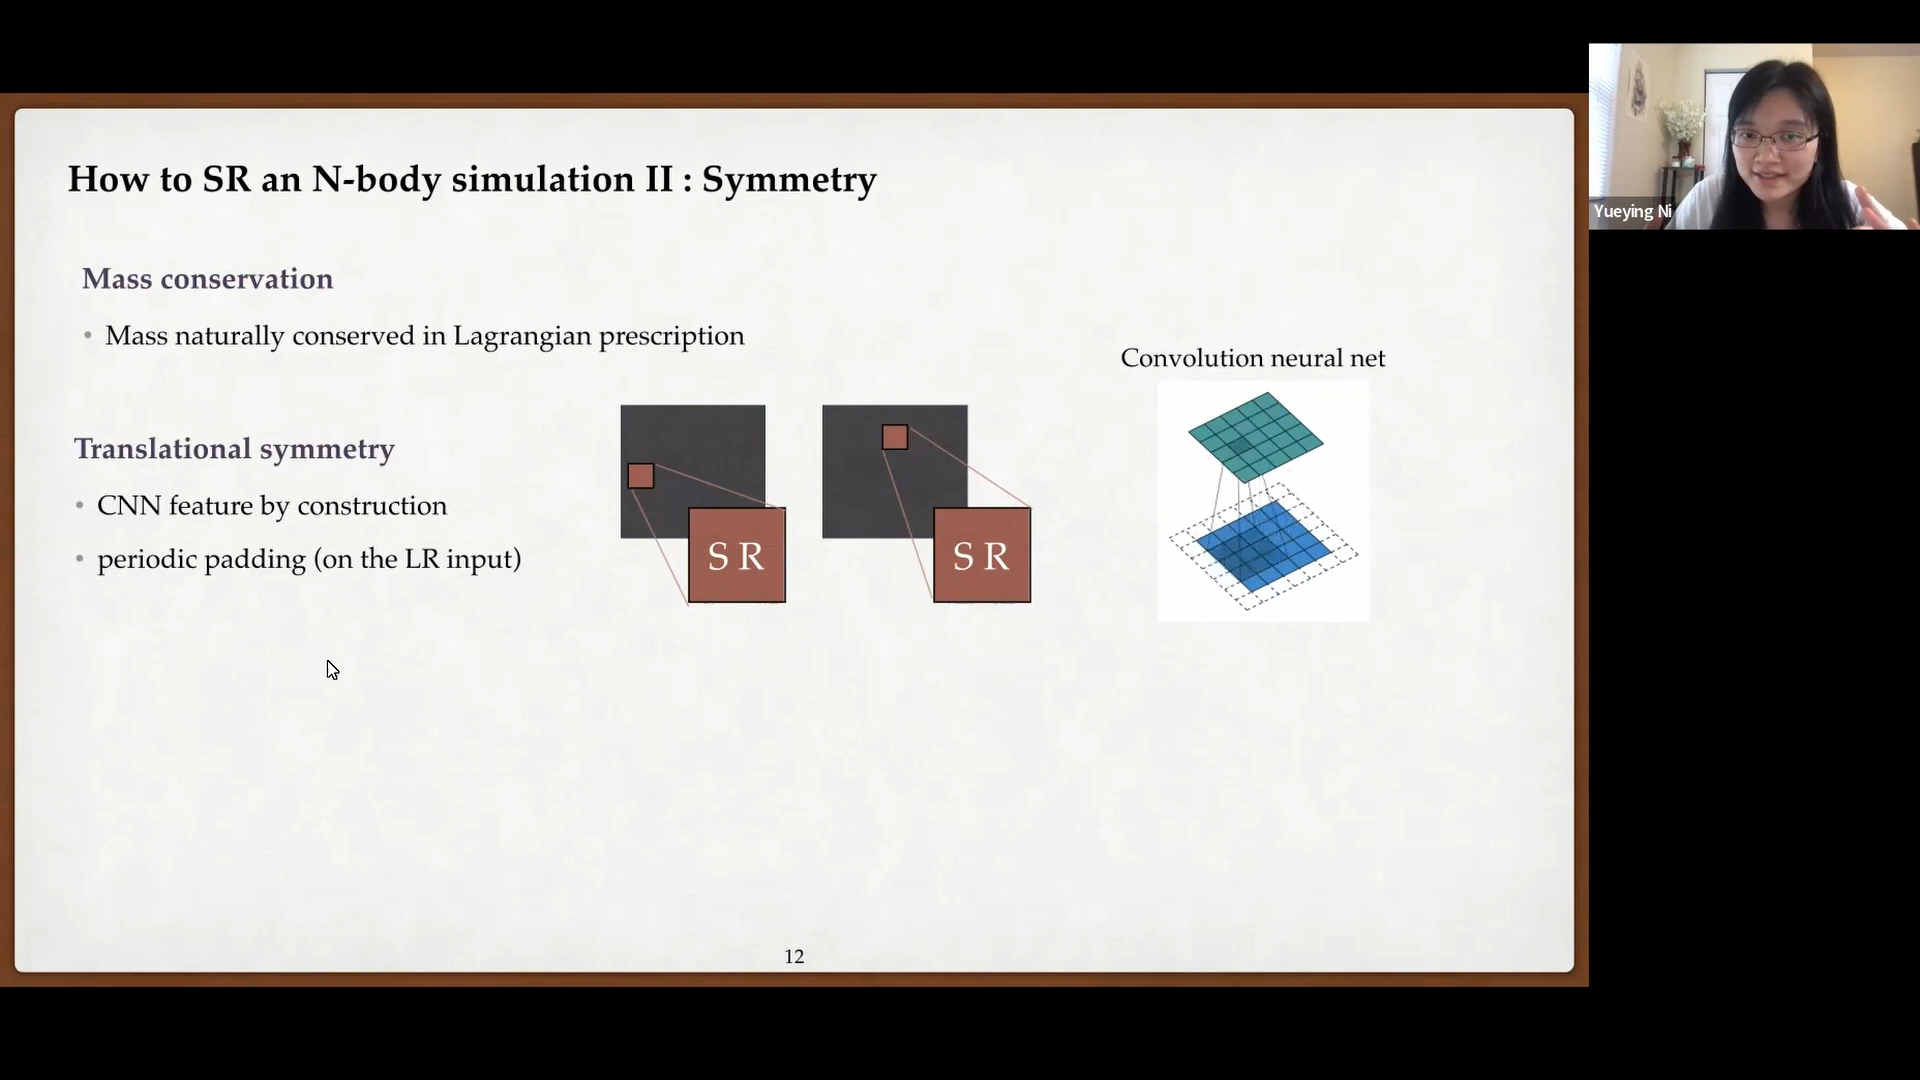 How to SR an N-body simulation II : Symmetry
Yueying Ni
Mass conservation
• Mass naturally conserved in Lagrangian prescription
Convolution neural net
Translational symmetry
• CNN feature by construction
• periodic padding (on the LR input)
S R
S R
12